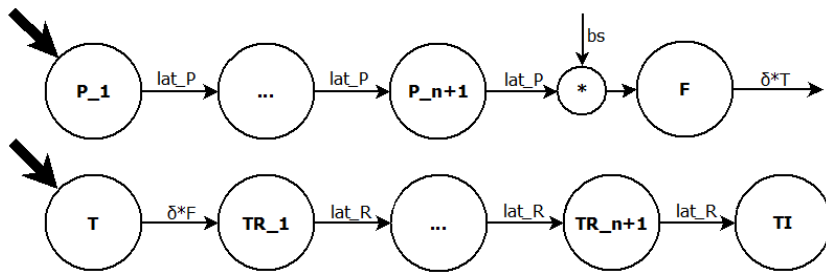 bs
lat_P lat_P lat_P δ*T
P_1 ... P_n+1 * F
δ*F lat_R lat_R lat_R
T TR_1 ... TR_n+1 TI